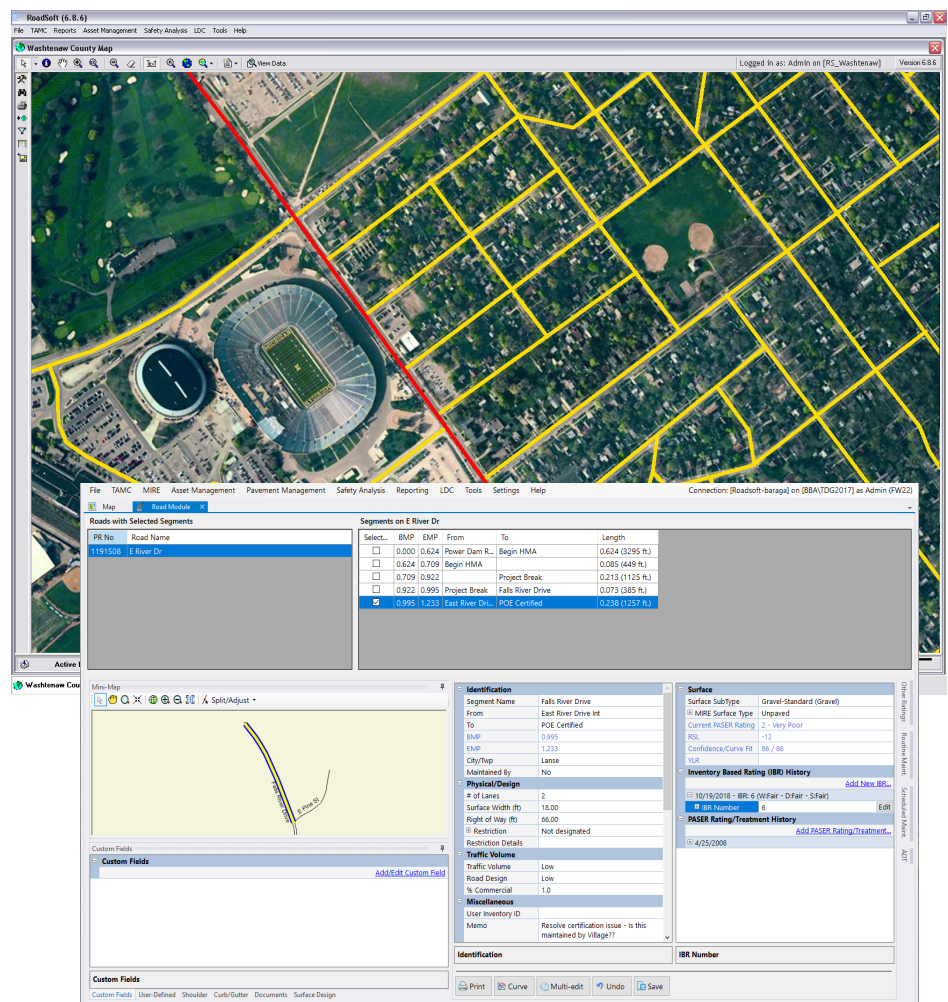 RoadSoft (6.8.6)
File TAMC Reports Asset Management Safety Analysis LDC Tools Help
Washtenaw County Map
View Data
Logged in as: Admin on [RS_Washtenaw] Version 6.8.6
MICHIGAN
File TAMC MIRE Asset Management Pavement Management Safety Analysis Reporting LDC Tools Settings Help Connection: [Roadsoft-baraga] on [BBA\TDG2017] as Admin (FW22)
Map Road Module X
Roads with Selected Segments Segments on E River Dr
PR No Road Name Select... BMP EMP From To Length
1191508 E River Dr
0.000 0.624 Power Dam R... Begin HMA 0.624 (3295 ft.)
0.624 0.709 Begin HMA 0.085 (449 ft.)
0.709 0.922 Project Break 0.213 (1125 ft.)
0.922 0.995 Project Break Falls River Drive 0.073 (385 ft.)
0.995 1.233 East River Dri... POE Certified 0.238 (1257 ft.)
Active
Washtenaw Cou
Mini-Map
Split/Adjust
Falls River Drive
E Pine St
Custom Fields
Custom Fields
Add/Edit Custom Field
Custom Fields
Custom Fields User-Defined Shoulder Curb/Gutter Documents Surface Design
Identification
Segment Name Falls River Drive
From East River Drive Int
To POE Certified
BMP 0.995
EMP 1.233
City/Twp Lanse
Maintained By No
Physical/Design
# of Lanes 2
Surface Width (ft) 18.00
Right of Way (ft) 66.00
Restriction Not designated
Restriction Details
Traffic Volume
Traffic Volume Low
Road Design Low
% Commercial 1.0
Miscellaneous
User Inventory ID
Memo Resolve certification issue - Is this
maintained by Village??
Identification
Print Curve Multi-edit Undo Save
Surface
Surface SubType Gravel-Standard (Gravel)
MIRE Surface Type Unpaved
Current PASER Rating 2 - Very Poor
RSL -12
Confidence/Curve Fit 86 / 86
YLR
Inventory Based Rating (IBR) History
Add New IBR...
10/19/2018 - IBR: 6 (W:Fair - D:Fair - S:Fair)
IBR Number 6 Edit
PASER Rating/Treatment History
Add PASER Rating/Treatment...
4/25/2008
IBR Number
Other Ratings
Routine Maint.
Scheduled Maint.
ADT